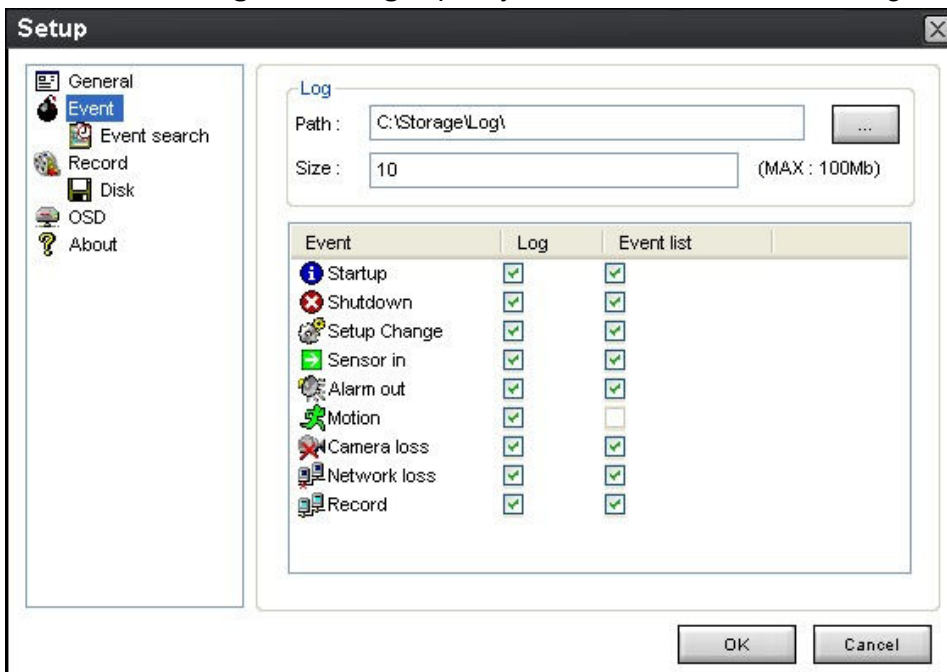 Setup
General
Event
Event search
Record
Disk
OSD
About
Log
Path : C:\Storage\Log\ ...
Size : 10 (MAX : 100Mb)
Event Log Event list
Startup
Shutdown
Setup Change
Sensor in
Alarm out
Motion
Camera loss
Network loss
Record
OK Cancel